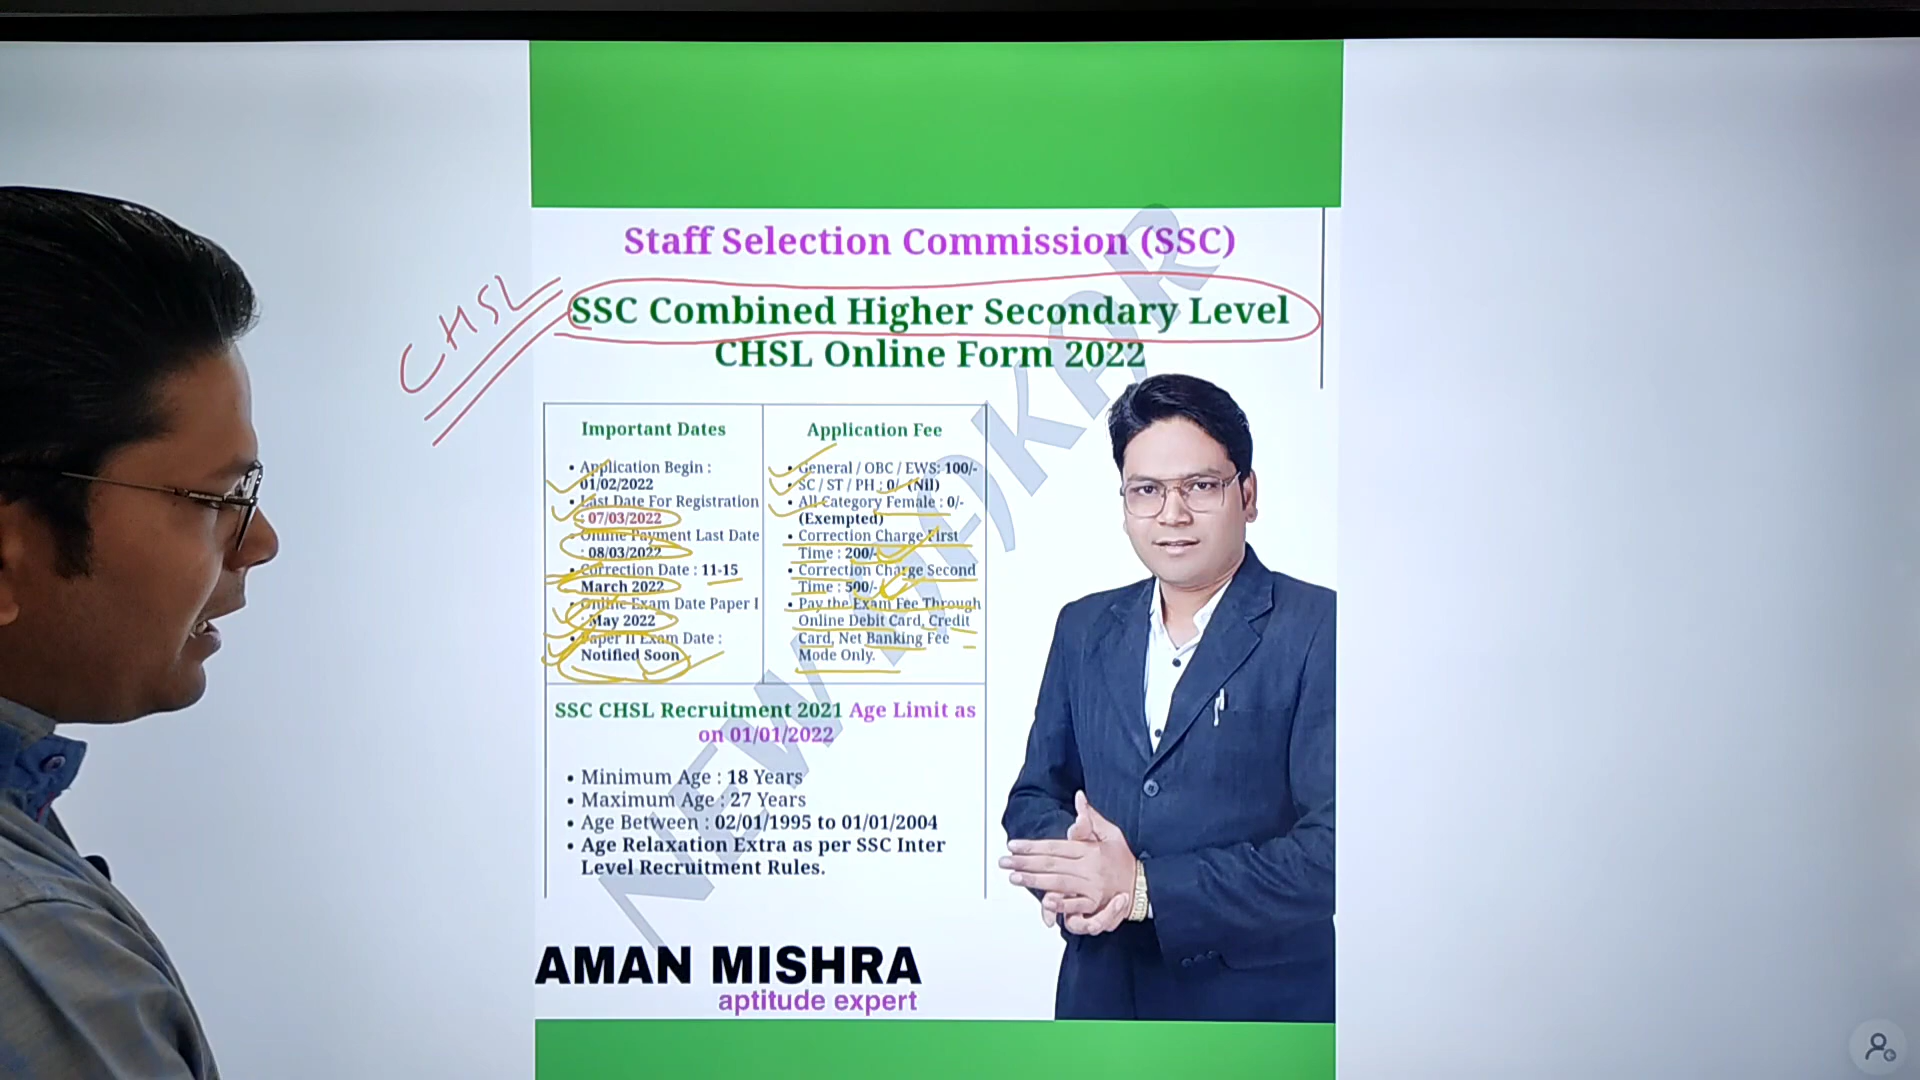 Staff Selection Commission (SSC)
CHSL
SSC Combined Higher Secondary Level
CHSL Online Form 2022
Important Dates
• Application Begin :
01/02/2022
• Last Date For Registration
: 07/03/2022
• Online Payment Last Date
: 08/03/2022
• Correction Date : 11-15
March 2022
• Online Exam Date Paper I
: May 2022
• Paper II Exam Date :
Notified Soon
Application Fee
• General / OBC / EWS: 100/-
• SC / ST / PH : 0/- (Nil)
• All Category Female : 0/-
(Exempted)
• Correction Charge First
Time : 200/-
• Correction Charge Second
Time : 500/-
• Pay the Exam Fee Through
Online Debit Card, Credit
Card, Net Banking Fee
Mode Only.
SSC CHSL Recruitment 2021 Age Limit as
on 01/01/2022
• Minimum Age : 18 Years
• Maximum Age : 27 Years
• Age Between : 02/01/1995 to 01/01/2004
• Age Relaxation Extra as per SSC Inter
Level Recruitment Rules.
AMAN MISHRA
aptitude expert